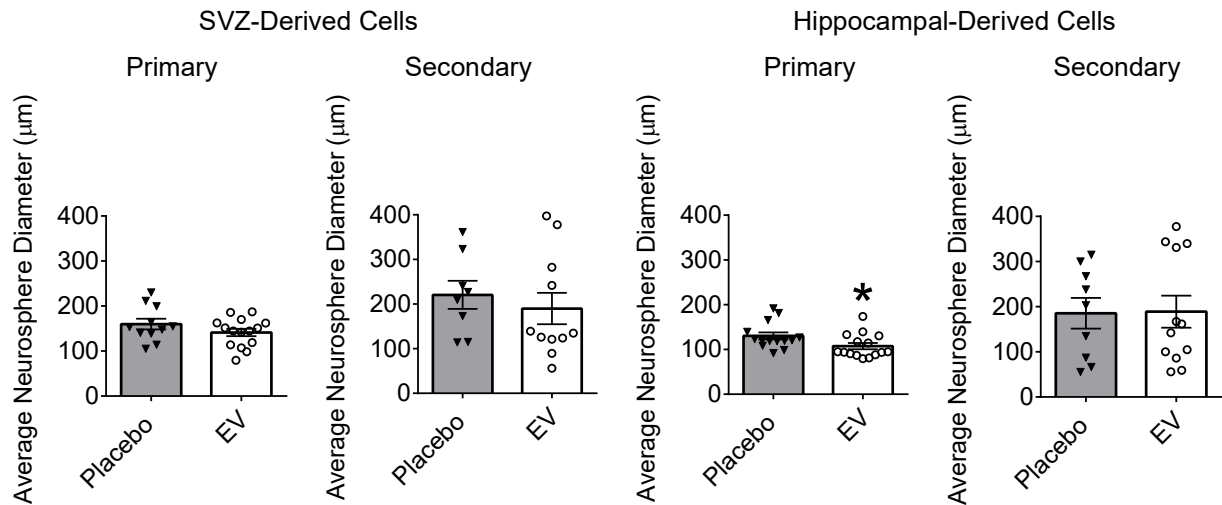 SVZ-Derived Cells
Hippocampal-Derived Cells
Primary
Secondary
Primary
Secondary
Average Neurosphere Diameter (μm)
400
300
200
100
0
Placebo
EV
Average Neurosphere Diameter (μm)
400
300
200
100
0
Placebo
EV
Average Neurosphere Diameter (μm)
400
300
200
100
0
*
Placebo
EV
Average Neurosphere Diameter (μm)
400
300
200
100
0
Placebo
EV